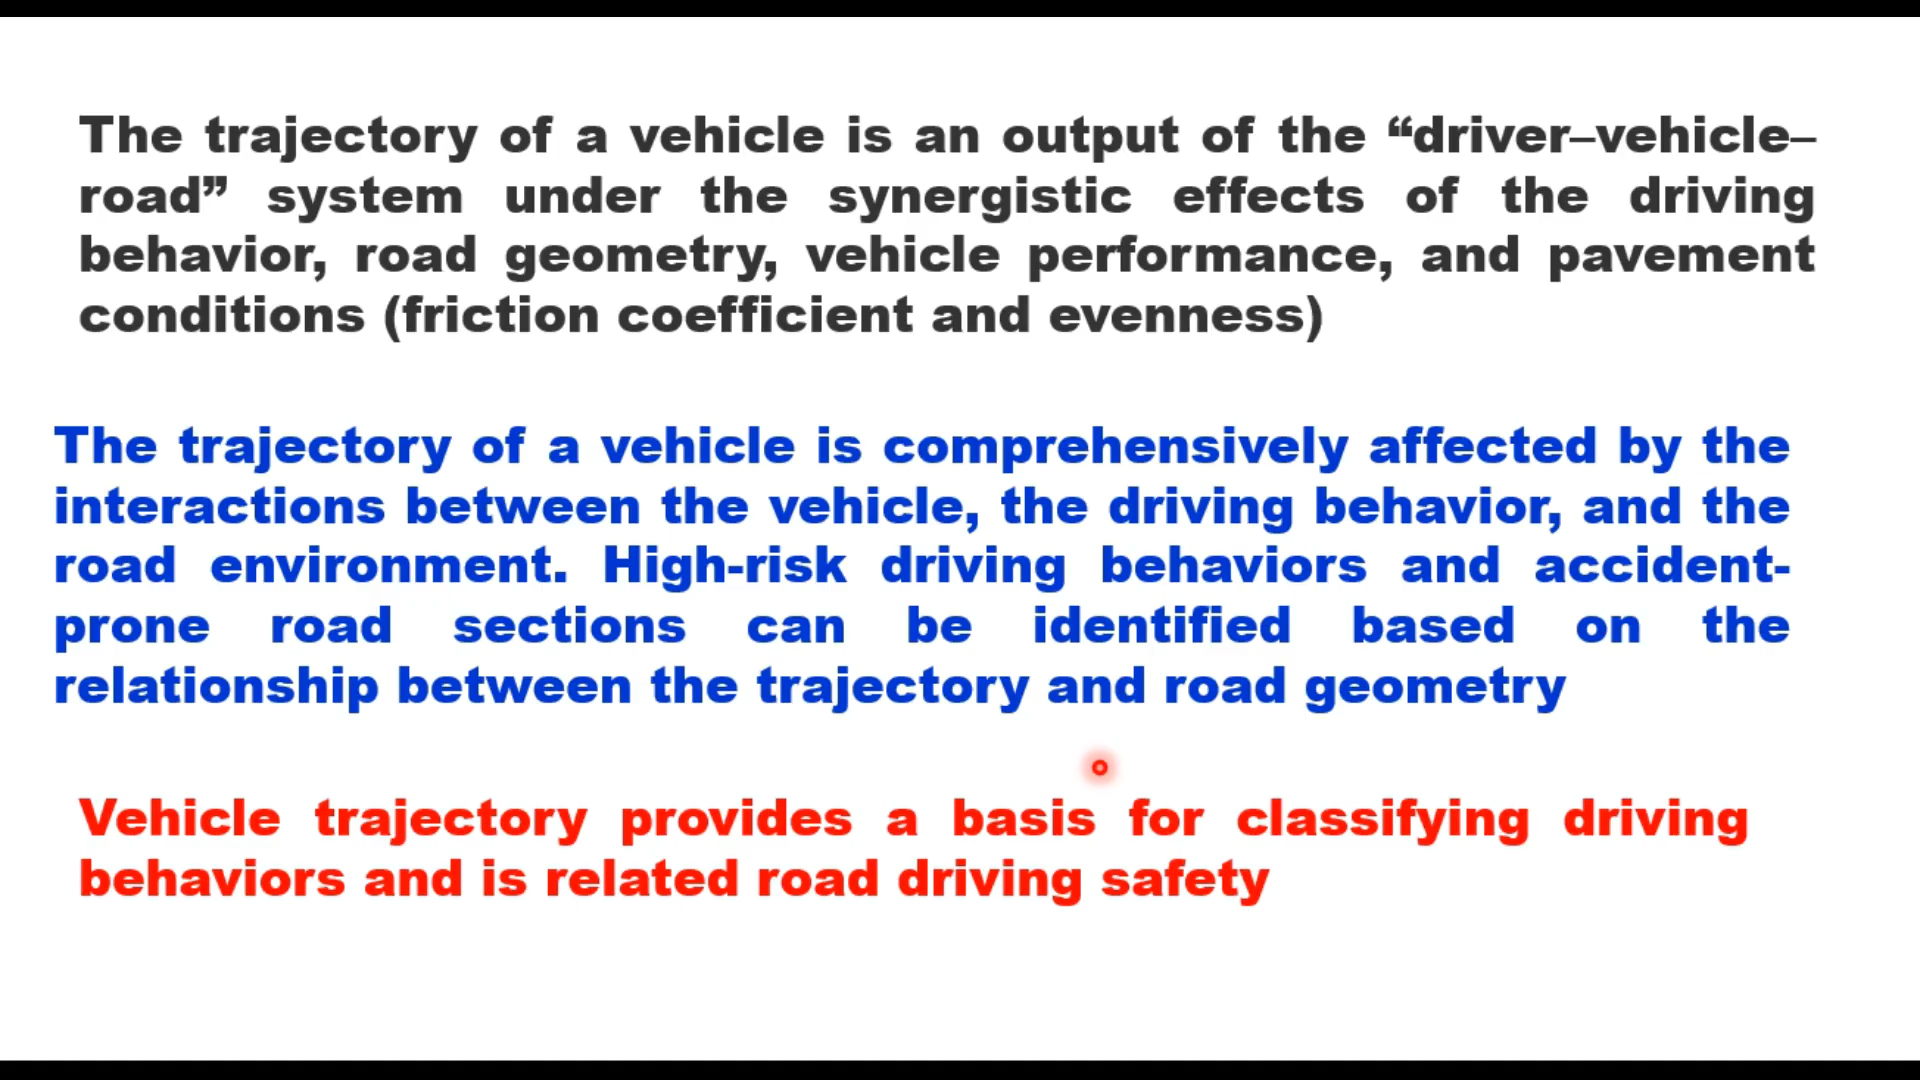 The trajectory of a vehicle is an output of the “driver–vehicle–
road” system under the synergistic effects of the driving
behavior, road geometry, vehicle performance, and pavement
conditions (friction coefficient and evenness)
The trajectory of a vehicle is comprehensively affected by the
interactions between the vehicle, the driving behavior, and the
road environment. High-risk driving behaviors and accident-
prone road sections can be identified based on the
relationship between the trajectory and road geometry
Vehicle trajectory provides a basis for classifying driving
behaviors and is related road driving safety